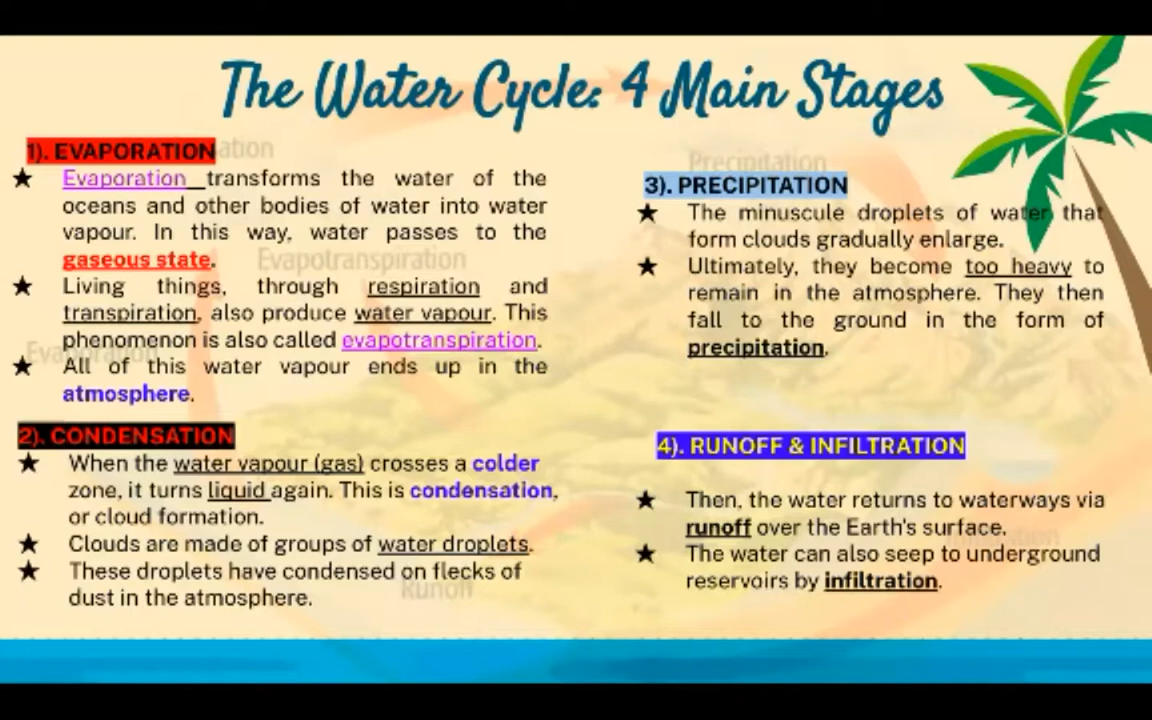 The Water Cycle: 4 Main Stages
1). EVAPORATION
★ Evaporation transforms the water of the
oceans and other bodies of water into water
vapour. In this way, water passes to the
gaseous state.
★ Living things, through respiration and
transpiration, also produce water vapour. This
phenomenon is also called evapotranspiration.
★ All of this water vapour ends up in the
atmosphere.
2). CONDENSATION
★ When the water vapour (gas) crosses a colder
zone, it turns liquid again. This is condensation,
or cloud formation.
★ Clouds are made of groups of water droplets.
★ These droplets have condensed on flecks of
dust in the atmosphere.
3). PRECIPITATION
★ The minuscule droplets of water that
form clouds gradually enlarge.
★ Ultimately, they become too heavy to
remain in the atmosphere. They then
fall to the ground in the form of
precipitation.
4). RUNOFF & INFILTRATION
★ Then, the water returns to waterways via
runoff over the Earth's surface.
★ The water can also seep to underground
reservoirs by infiltration.
Precipitation
Evapotranspiration
Evaporation
Runoff